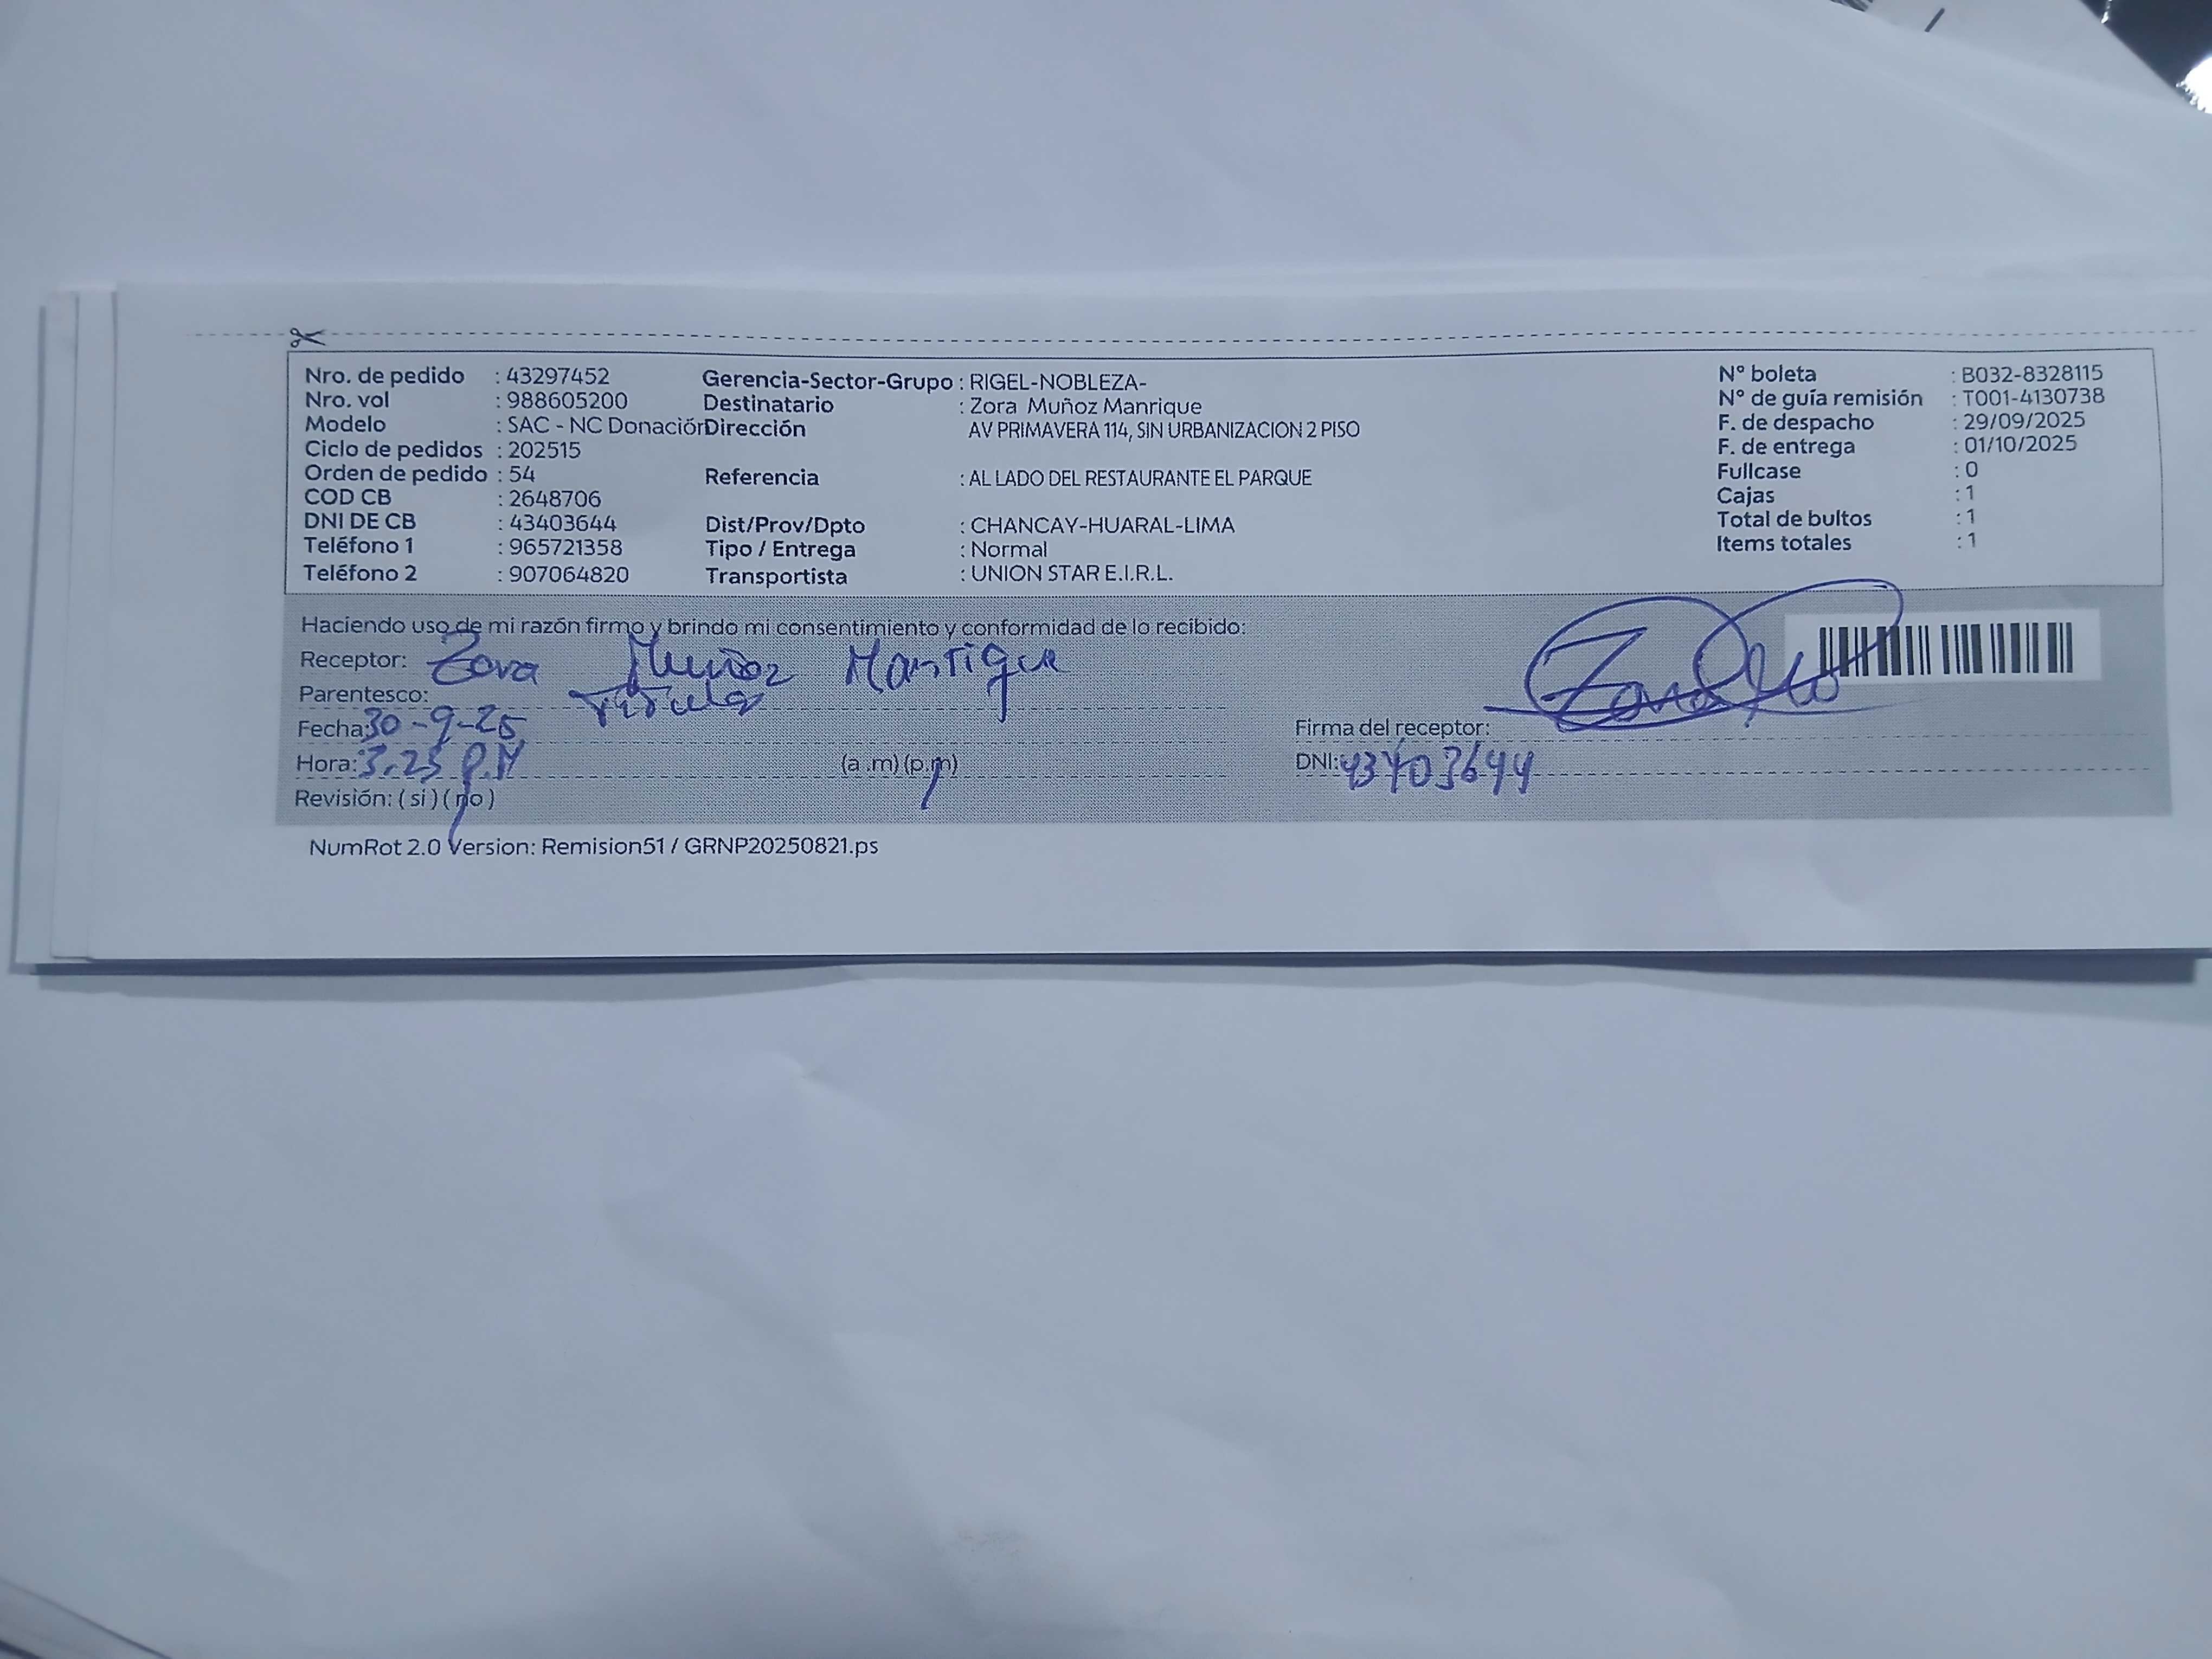 Nro. de pedido : 43297452
Nro. vol : 988605200
Modelo : SAC - NC Donación
Ciclo de pedidos : 202515
Orden de pedido : 54
COD CB : 2648706
DNI DE CB : 43403644
Teléfono 1 : 965721358
Teléfono 2 : 907064820
Gerencia-Sector-Grupo : RIGEL-NOBLEZA-
Destinatario : Zora Muñoz Manrique
Dirección AV PRIMAVERA 114, SIN URBANIZACION 2 PISO
Referencia : AL LADO DEL RESTAURANTE EL PARQUE
Dist/Prov/Dpto : CHANCAY-HUARAL-LIMA
Tipo / Entrega : Normal
Transportista : UNION STAR E.I.R.L.
N° boleta : B032-8328115
N° de guía remisión : T001-4130738
F. de despacho : 29/09/2025
F. de entrega : 01/10/2025
Fullcase : 0
Cajas : 1
Total de bultos : 1
Items totales : 1
Haciendo uso de mi razón firmo y brindo mi consentimiento y conformidad de lo recibido:
Receptor: Zora Muñoz Manrique
Parentesco: Titular
Fecha: 30-9-25
Hora: 3.25 P.M (a .m) (p.m)
Revisión: ( si ) ( no )
Firma del receptor:
DNI: 43403644
NumRot 2.0 Version: Remision51 / GRNP20250821.ps